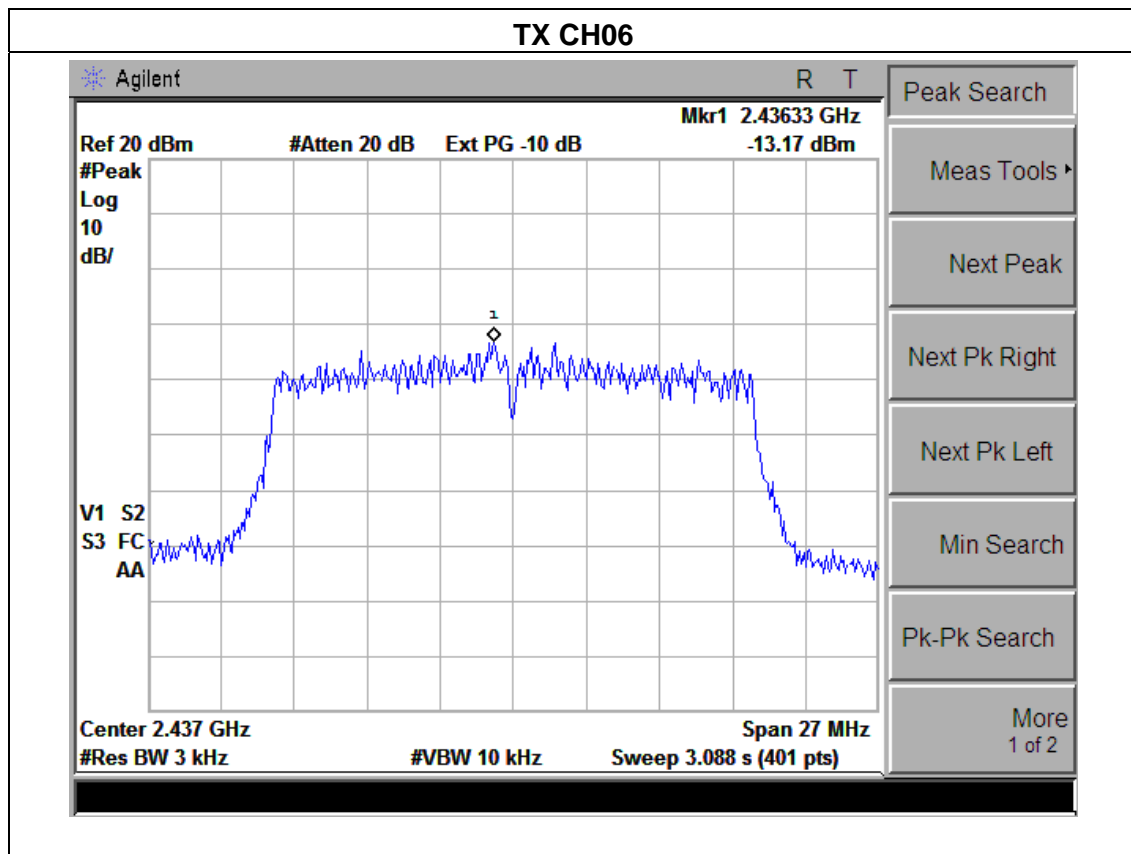 TX CH06
Agilent R T
Peak Search
Mkr1 2.43633 GHz
Ref 20 dBm #Atten 20 dB Ext PG -10 dB -13.17 dBm
#Peak
Log
10
dB/
1
V1 S2
S3 FC
AA
Center 2.437 GHz Span 27 MHz
#Res BW 3 kHz #VBW 10 kHz Sweep 3.088 s (401 pts)
Meas Tools
Next Peak
Next Pk Right
Next Pk Left
Min Search
Pk-Pk Search
More
1 of 2